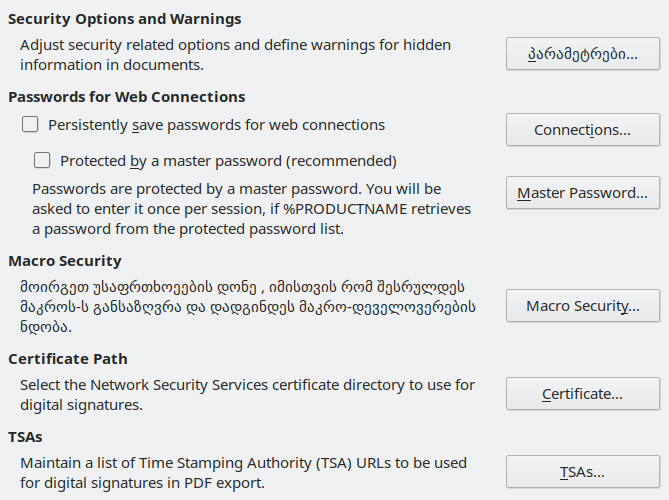 Security Options and Warnings
Adjust security related options and define warnings for hidden
information in documents.
პარამეტრები...
Passwords for Web Connections
Persistently save passwords for web connections
Connections...
Protected by a master password (recommended)
Passwords are protected by a master password. You will be
asked to enter it once per session, if %PRODUCTNAME retrieves
a password from the protected password list.
Master Password...
Macro Security
მოირგეთ უსაფრთხოეების დონე , იმისთვის რომ შესრულდეს
მაკროს-ს განსაზღვრა და დადგინდეს მაკრო-დეველოვერების
ნდობა.
Macro Security...
Certificate Path
Select the Network Security Services certificate directory to use for
digital signatures.
Certificate...
TSAs
Maintain a list of Time Stamping Authority (TSA) URLs to be used
for digital signatures in PDF export.
TSAs...